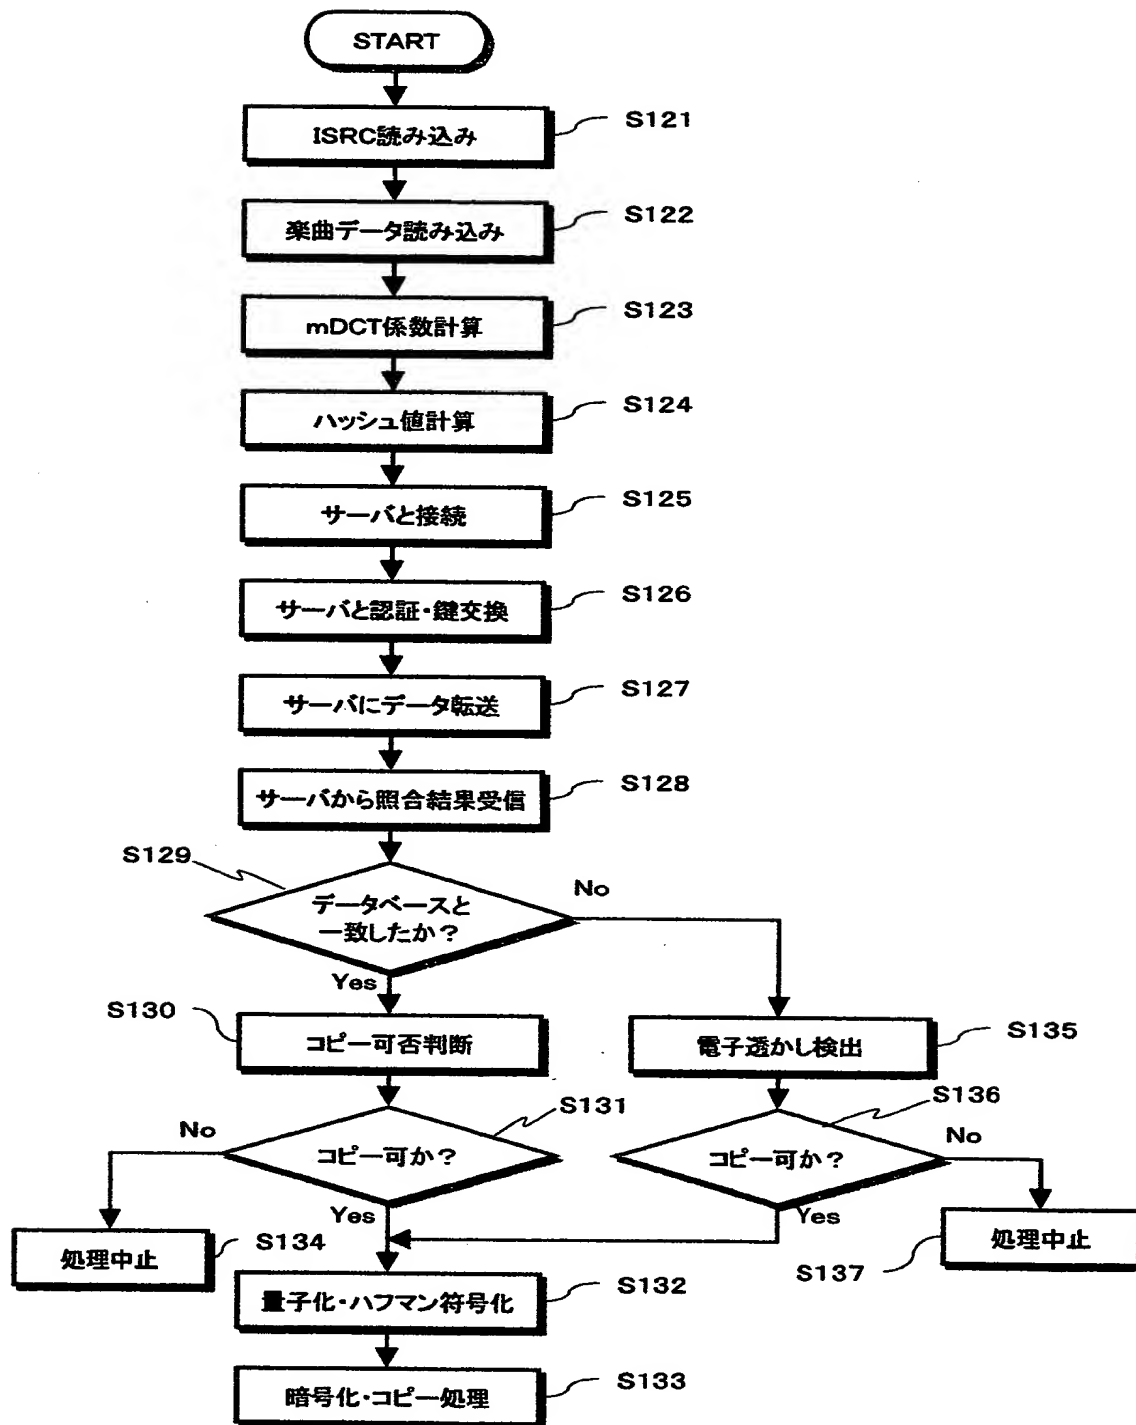 START
ISRC読み込み
S121
楽曲データ読み込み
S122
mDCT係数計算
S123
ハッシュ値計算
S124
サーバと接続
S125
サーバと認証・鍵交換
S126
サーバにデータ転送
S127
サーバから照合結果受信
S128
S129
データベースと
一致したか？
No
Yes
S130
コピー可否判断
電子透かし検出
S135
S131
コピー可か？
No
Yes
S136
コピー可か？
No
Yes
処理中止
S134
処理中止
S137
量子化・ハフマン符号化
S132
暗号化・コピー処理
S133